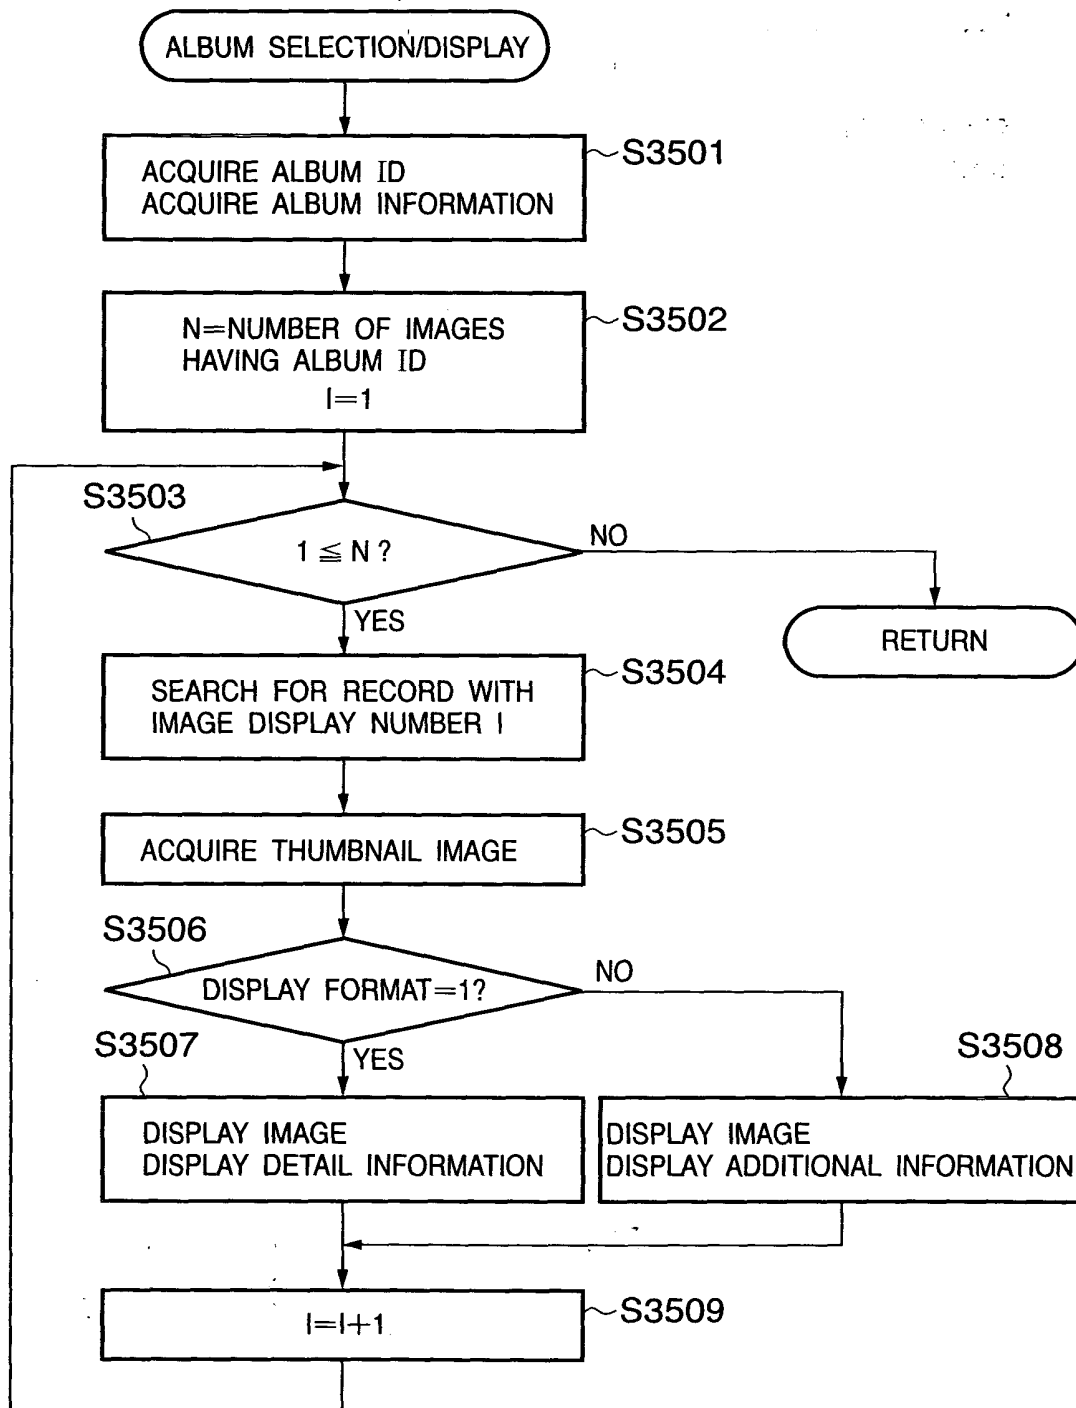 ALBUM SELECTION/DISPLAY
S3501
ACQUIRE ALBUM ID
ACQUIRE ALBUM INFORMATION
S3502
N=NUMBER OF IMAGES
HAVING ALBUM ID
I=1
S3503
1 ≦ N ?
NO
YES
RETURN
S3504
SEARCH FOR RECORD WITH
IMAGE DISPLAY NUMBER I
S3505
ACQUIRE THUMBNAIL IMAGE
S3506
DISPLAY FORMAT=1?
NO
YES
S3507
DISPLAY IMAGE
DISPLAY DETAIL INFORMATION
S3508
DISPLAY IMAGE
DISPLAY ADDITIONAL INFORMATION
S3509
I=I+1